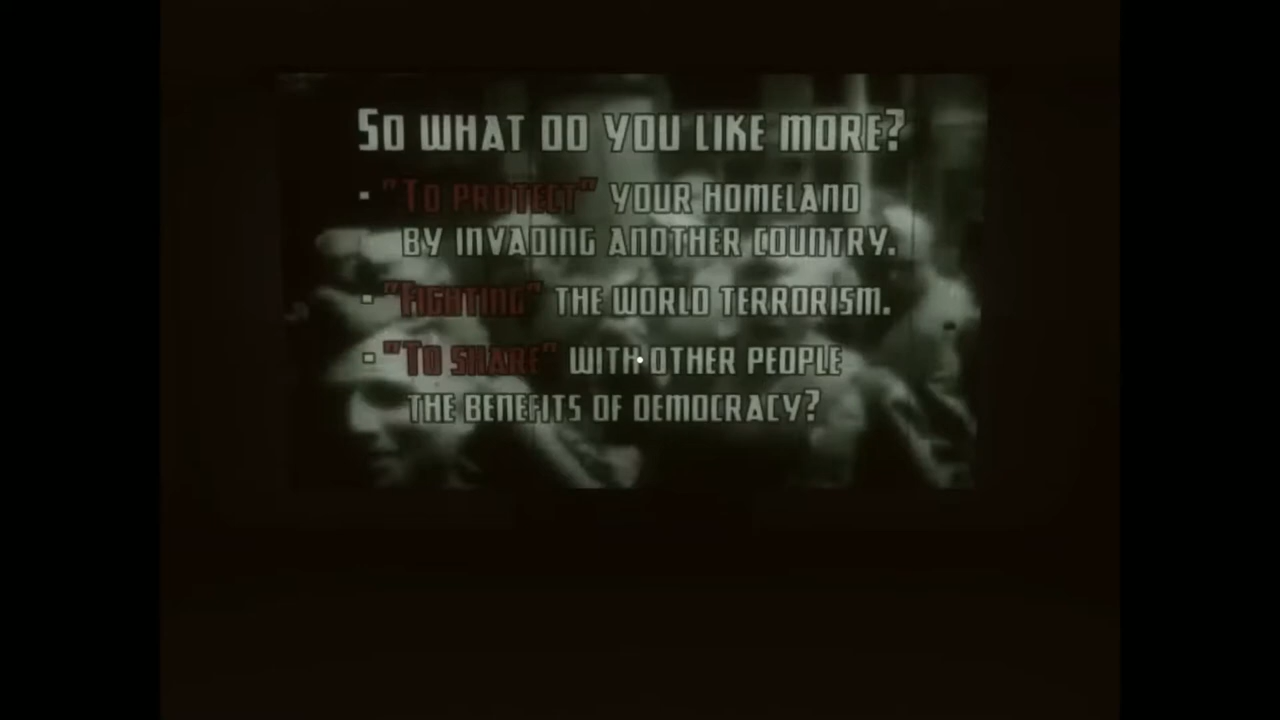 So what do you like more?
· "To protect" your homeland
by invading another country.
· "Fighting" the world terrorism.
· "To share" with other people
the benefits of democracy?